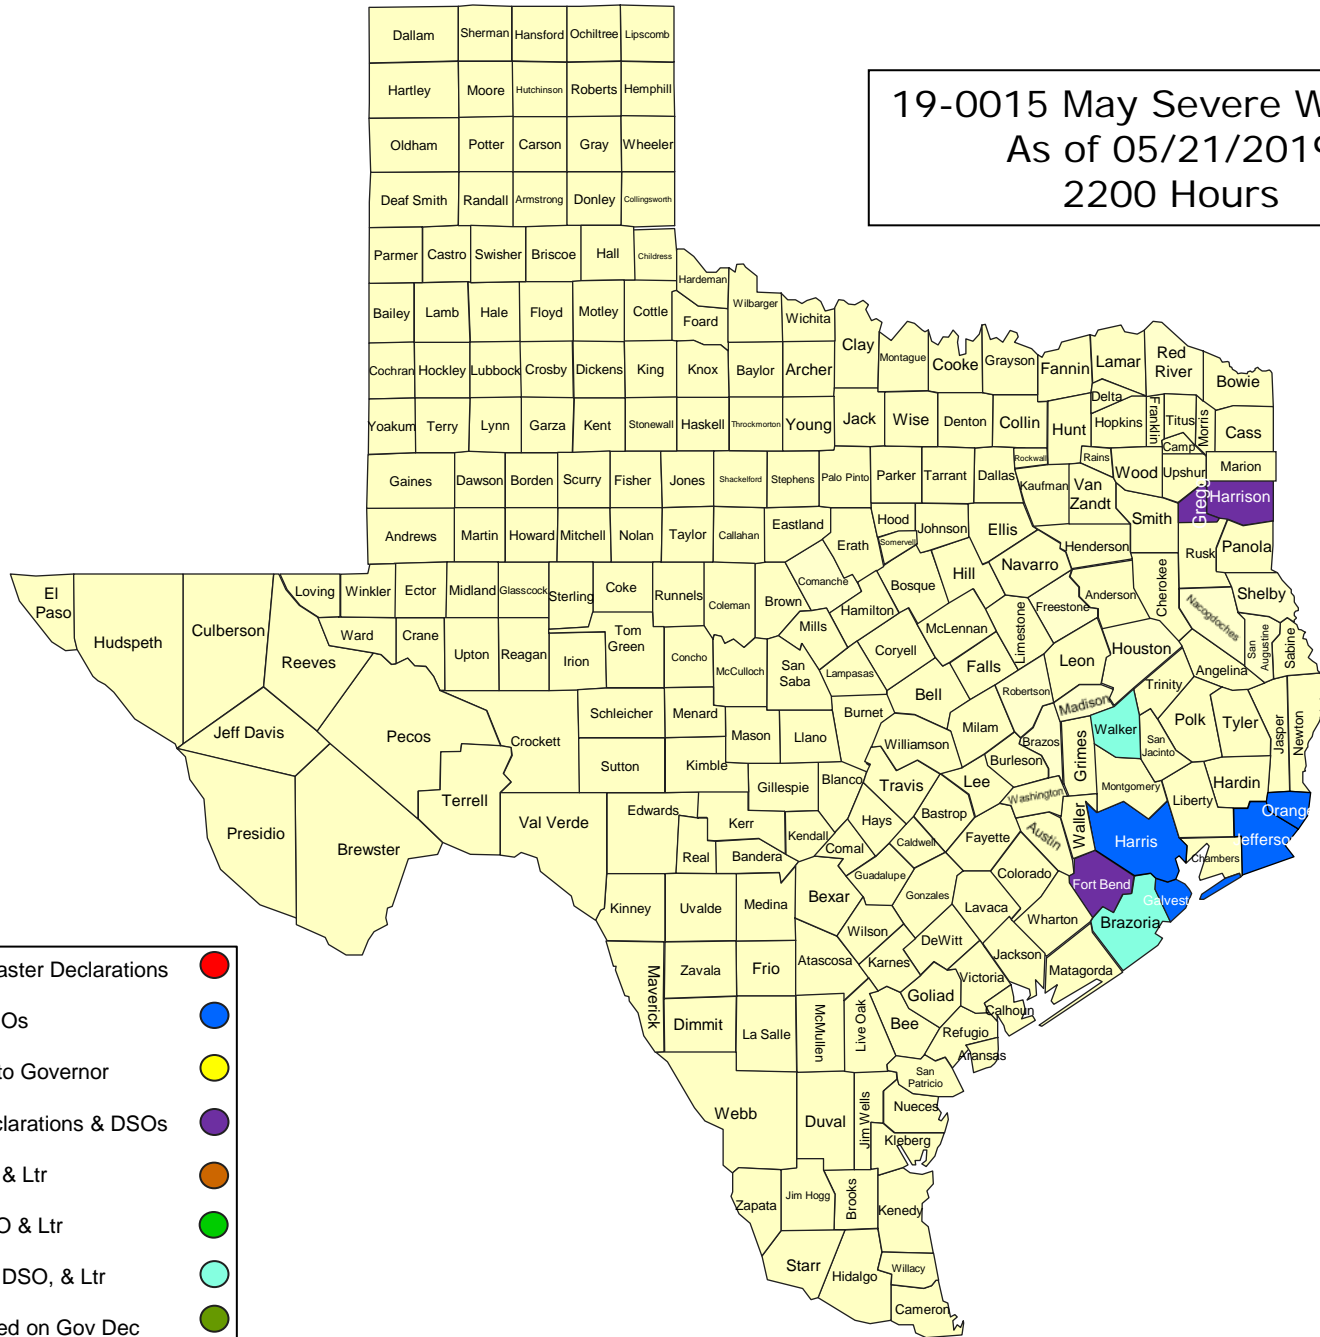 19-0015 May Severe W
As of 05/21/2019
2200 Hours
Dallam Sherman Hansford Ochiltree Lipscomb
Hartley Moore Hutchinson Roberts Hemphill
Oldham Potter Carson Gray Wheeler
Deaf Smith Randall Armstrong Donley Collingsworth
Parmer Castro Swisher Briscoe Hall Childress
Hardeman
Bailey Lamb Hale Floyd Motley Cottle Foard Wilbarger Wichita
Clay Montague Cooke Grayson Fannin Lamar Red River Bowie
Cochran Hockley Lubbock Crosby Dickens King Knox Baylor Archer
Delta
Yoakum Terry Lynn Garza Kent Stonewall Haskell Throckmorton Young Jack Wise Denton Collin Hunt Hopkins Franklin Titus Morris Cass
Camp
Gaines Dawson Borden Scurry Fisher Jones Shackelford Stephens Palo Pinto Parker Tarrant Dallas Rockwall Rains Wood Upshur Marion
Kaufman Van Zandt Gregg Harrison
Andrews Martin Howard Mitchell Nolan Taylor Callahan Eastland Erath Hood Somervell Johnson Ellis Henderson Smith Rusk Panola
El Paso Hudspeth Culberson Loving Winkler Ector Midland Glasscock Sterling Coke Runnels Coleman Brown Comanche Hamilton Bosque Hill Navarro Freestone Anderson Cherokee Nacogdoches Shelby
Reeves Ward Crane Upton Reagan Irion Tom Green Concho McCulloch San Saba Mills Lampasas Coryell McLennan Limestone Falls Leon Houston Angelina San Augustine Sabine
Jeff Davis Pecos Crockett Schleicher Menard Mason Llano Burnet Bell Milam Robertson Madison Trinity Walker San Jacinto Polk Tyler Jasper Newton
Terrell Sutton Kimble Gillespie Blanco Williamson Travis Lee Burleson Brazos Grimes Montgomery Liberty Hardin
Presidio Brewster Val Verde Edwards Kerr Kendall Hays Bastrop Washington Waller Harris Orange
Real Bandera Comal Caldwell Fayette Austin Chambers Jefferso
Kinney Uvalde Medina Bexar Guadalupe Gonzales Lavaca Colorado Fort Bend Galvest
Wilson DeWitt Wharton Brazoria
Maverick Zavala Frio Atascosa Karnes Jackson Matagorda
Victoria
Dimmit La Salle McMullen Live Oak Bee Goliad Refugio Calhoun
Aransas
San Patricio
Webb Duval Jim Wells Nueces
Kleberg
Zapata Jim Hogg Brooks Kenedy
Starr Hidalgo Willacy
Cameron
aster Declarations
Os
to Governor
clarations & DSOs
& Ltr
O & Ltr
DSO, & Ltr
ed on Gov Dec